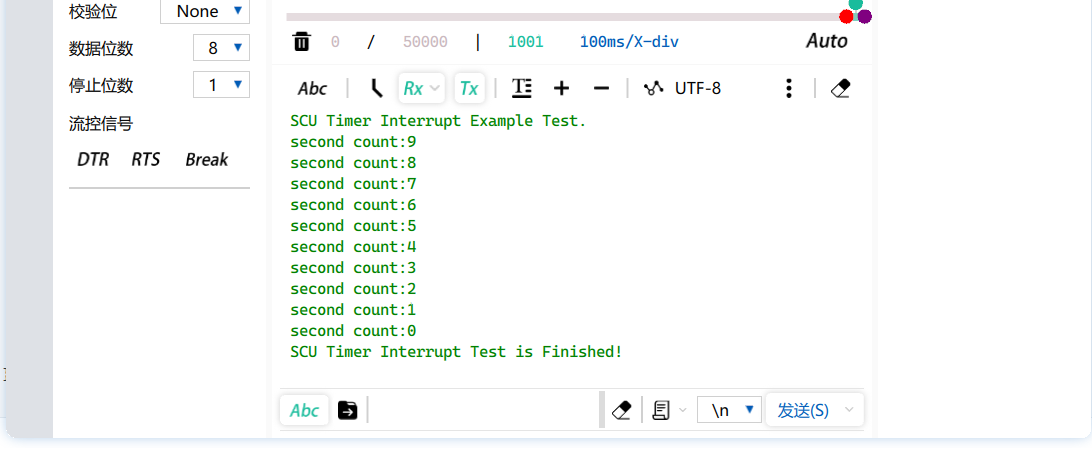 校验位 None
数据位数 8
停止位数 1
流控信号
DTR RTS Break
0 / 50000 | 1001 100ms/X-div Auto
Abc Rx Tx UTF-8
SCU Timer Interrupt Example Test.
second count:9
second count:8
second count:7
second count:6
second count:5
second count:4
second count:3
second count:2
second count:1
second count:0
SCU Timer Interrupt Test is Finished!
Abc \n 发送(S)